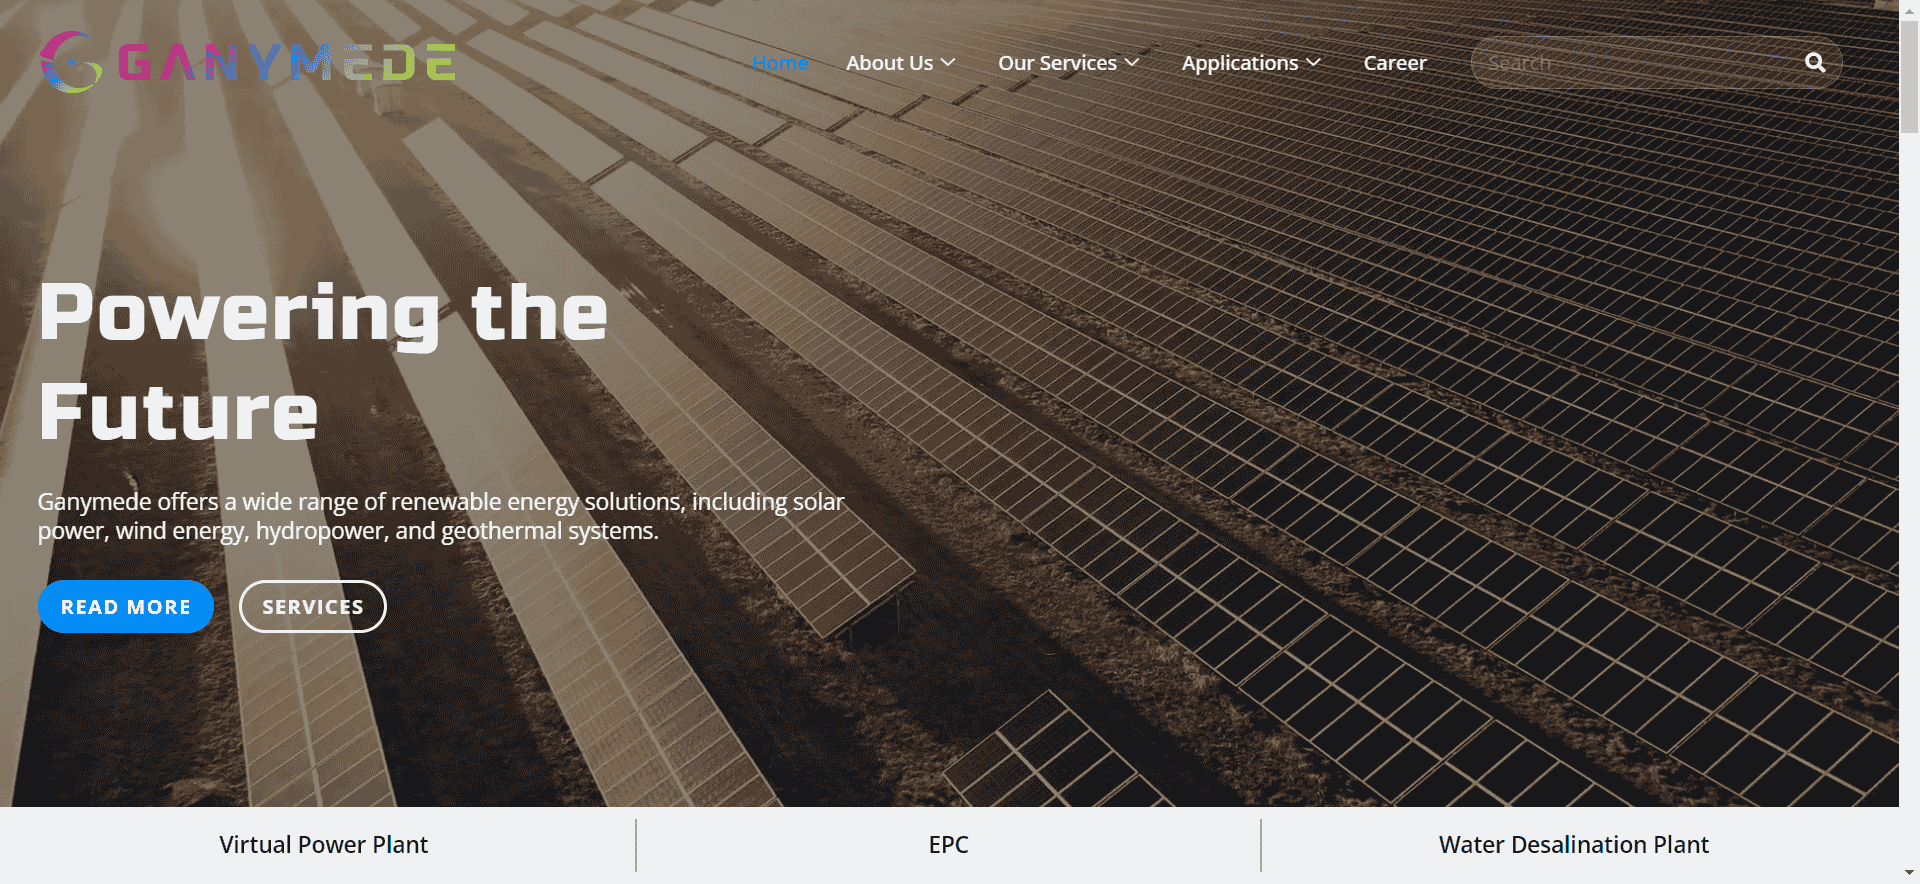 GANYMEDE
Home About Us Our Services Applications Career Search
Powering the
Future
Ganymede offers a wide range of renewable energy solutions, including solar
power, wind energy, hydropower, and geothermal systems.
READ MORE SERVICES
Virtual Power Plant EPC Water Desalination Plant